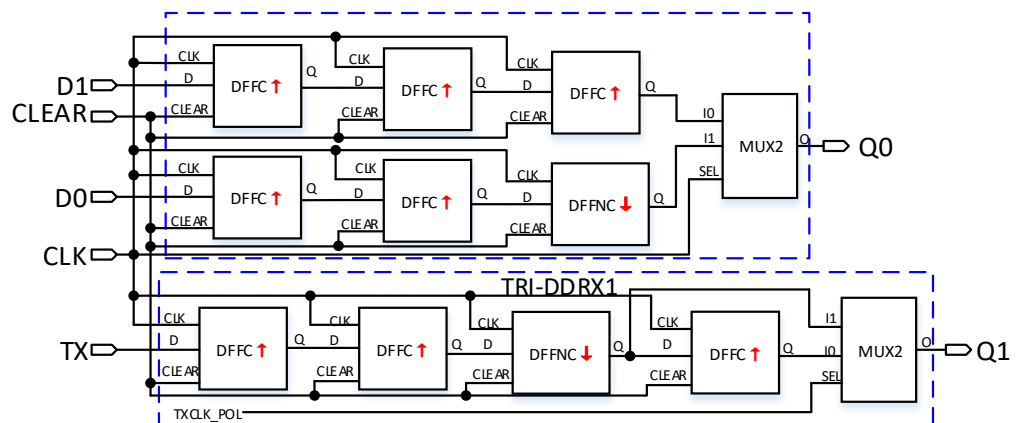 CLK
D
CLEAR
DFFC
Q
CLK
D
CLEAR
DFFC
Q
CLK
D
CLEAR
DFFC
Q
D1
CLEAR
CLK
D
CLEAR
DFFC
Q
CLK
D
CLEAR
DFFC
Q
CLK
D
CLEAR
DFFNC
Q
D0
CLK
I0
I1
SEL
MUX2
O
Q0
TRI-DDRX1
CLK
D
CLEAR
DFFC
Q
CLK
D
CLEAR
DFFC
Q
CLK
D
CLEAR
DFFNC
Q
CLK
D
CLEAR
DFFC
Q
TX
I1
I0
SEL
MUX2
O
Q1
TXCLK_POL